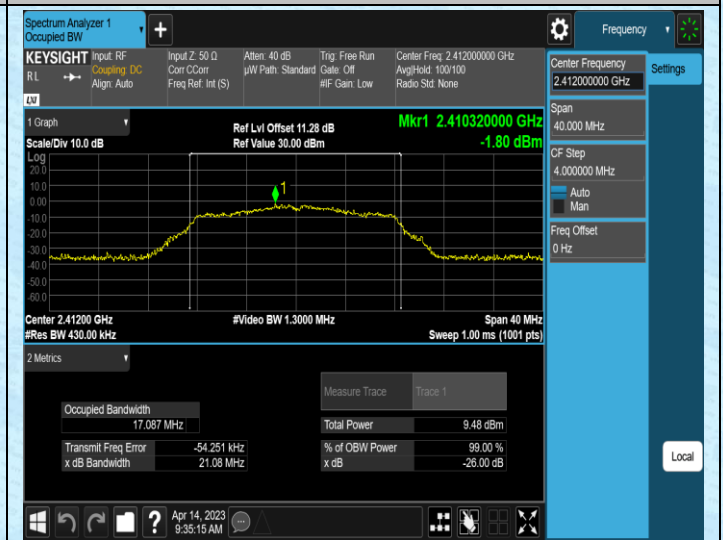 Spectrum Analyzer 1
Occupied BW
Frequency
KEYSIGHT
RL
LXI
Input: RF
Coupling: DC
Align: Auto
Input Z: 50 Ω
Corr CCorr
Freq Ref: Int (S)
Atten: 40 dB
µW Path: Standard
Trig: Free Run
Gate: Off
#IF Gain: Low
Center Freq: 2.412000000 GHz
Avg|Hold: 100/100
Radio Std: None
1 Graph
Scale/Div 10.0 dB
Ref Lvl Offset 11.28 dB
Ref Value 30.00 dBm
Mkr1 2.410320000 GHz
-1.80 dBm
Log
20.0
10.0
0.00
-10.0
-20.0
-30.0
-40.0
-50.0
-60.0
1
Center 2.41200 GHz
#Res BW 430.00 kHz
#Video BW 1.3000 MHz
Span 40 MHz
Sweep 1.00 ms (1001 pts)
2 Metrics
Measure Trace Trace 1
Occupied Bandwidth
17.087 MHz
Total Power 9.48 dBm
Transmit Freq Error -54.251 kHz
% of OBW Power 99.00 %
x dB Bandwidth 21.08 MHz
x dB -26.00 dB
Center Frequency
2.412000000 GHz
Settings
Span
40.000 MHz
CF Step
4.000000 MHz
Auto
Man
Freq Offset
0 Hz
Local
?
Apr 14, 2023
9:35:15 AM